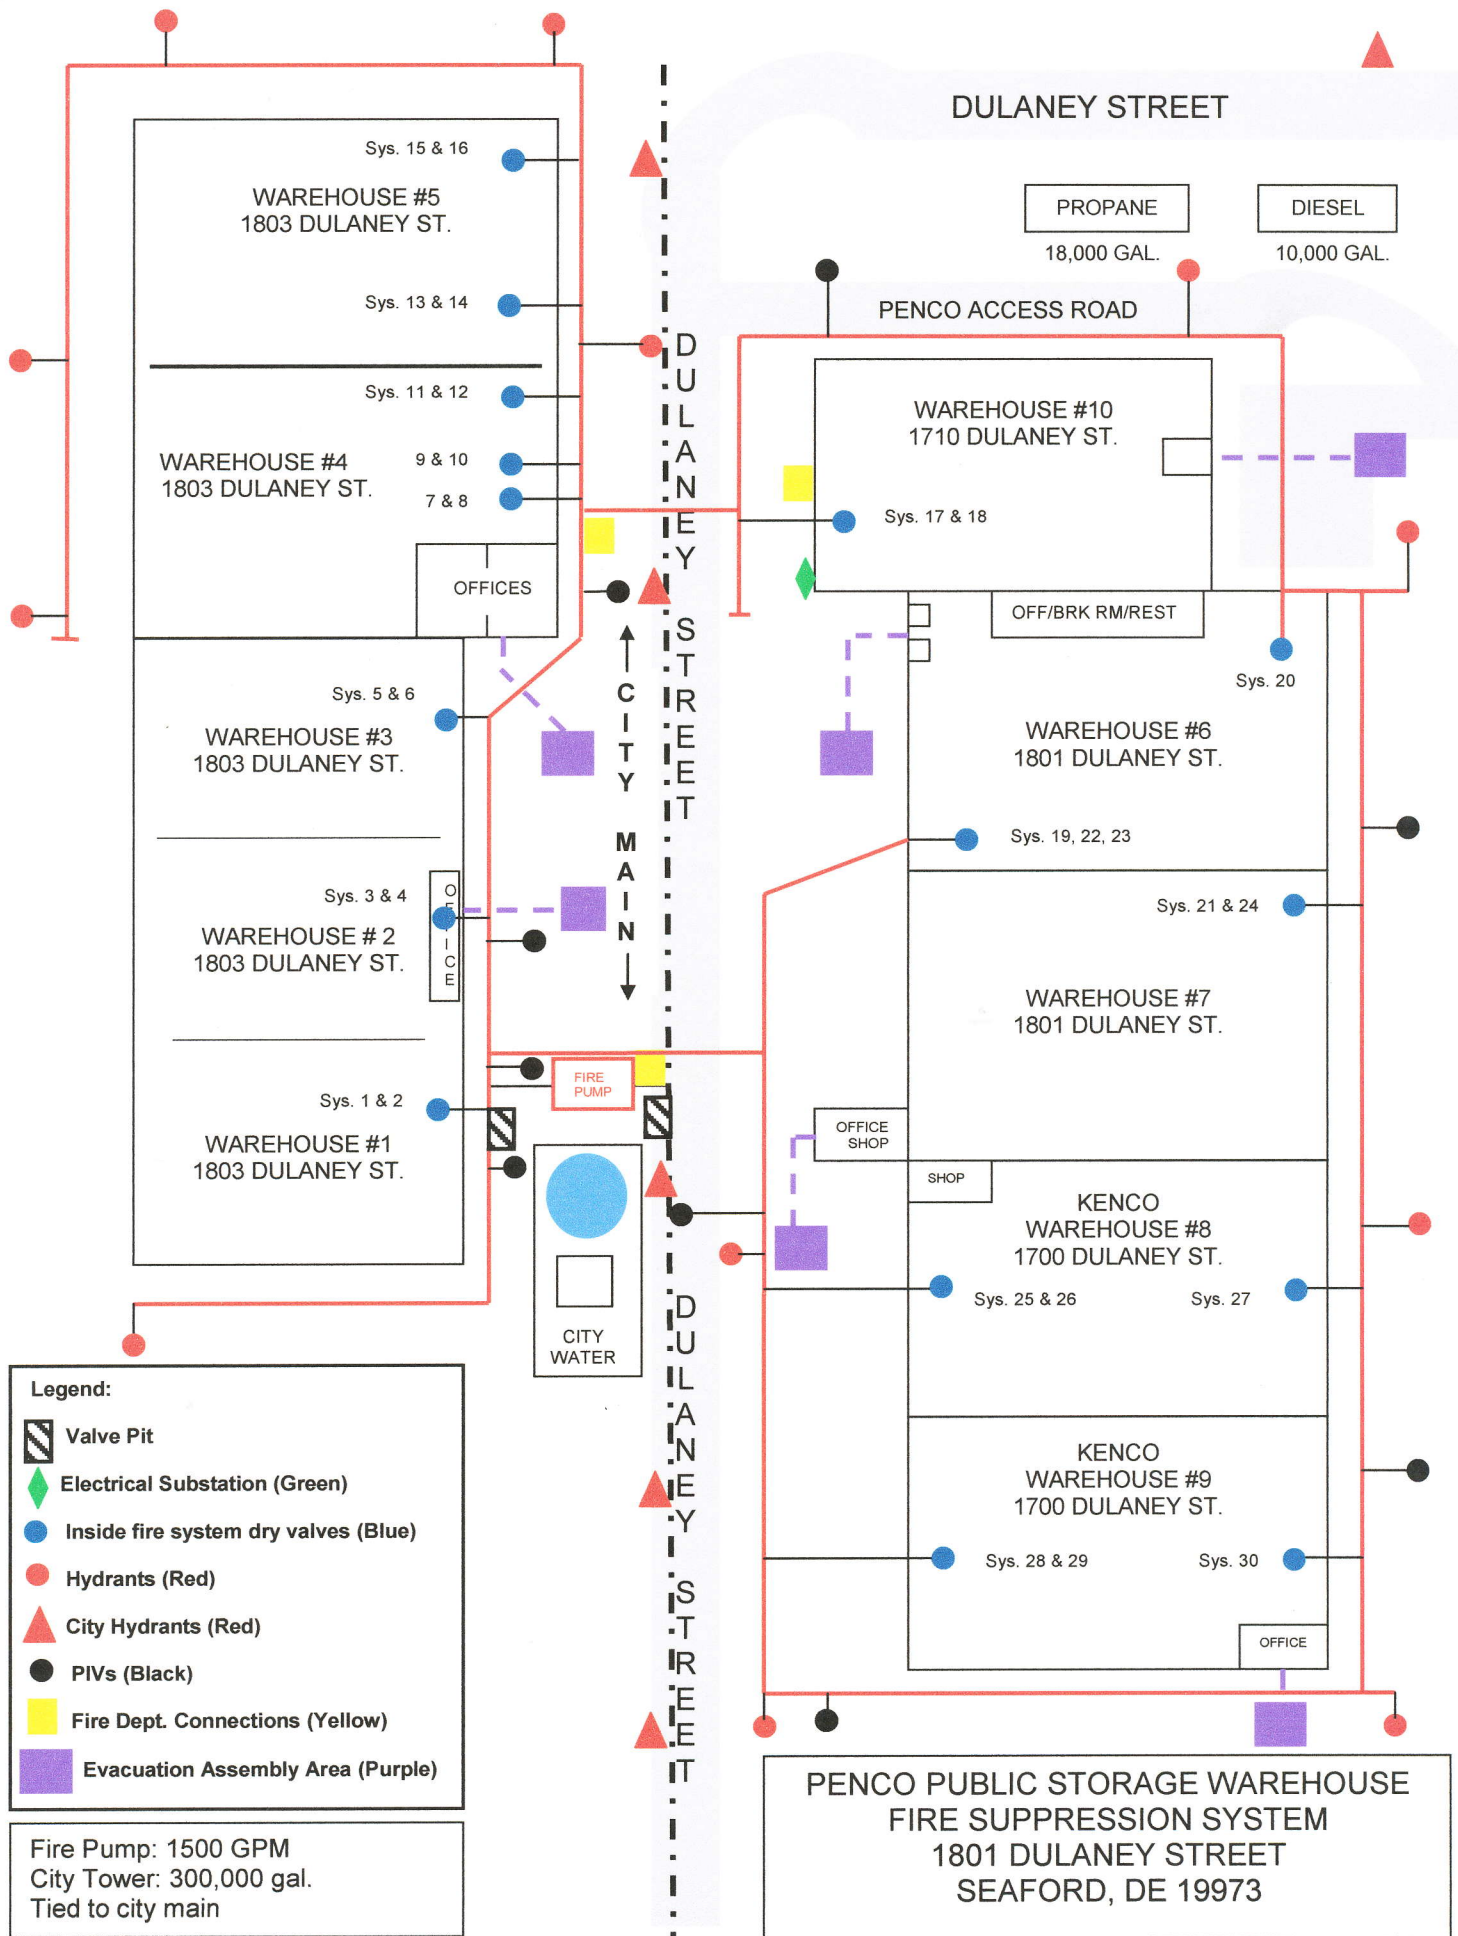 DULANEY STREET
Sys. 15 & 16
WAREHOUSE #5
1803 DULANEY ST.
PROPANE
18,000 GAL.
DIESEL
10,000 GAL.
Sys. 13 & 14
PENCO ACCESS ROAD
DULANEY STREET
Sys. 11 & 12
WAREHOUSE #4
1803 DULANEY ST.
9 & 10
7 & 8
OFFICES
WAREHOUSE #10
1710 DULANEY ST.
Sys. 17 & 18
OFF/BRK RM/REST
Sys. 20
CITY MAIN
Sys. 5 & 6
WAREHOUSE #3
1803 DULANEY ST.
WAREHOUSE #6
1801 DULANEY ST.
Sys. 19, 22, 23
Sys. 3 & 4
OFFICE
WAREHOUSE # 2
1803 DULANEY ST.
Sys. 21 & 24
WAREHOUSE #7
1801 DULANEY ST.
FIRE
PUMP
Sys. 1 & 2
WAREHOUSE #1
1803 DULANEY ST.
OFFICE
SHOP
SHOP
KENCO
WAREHOUSE #8
1700 DULANEY ST.
Sys. 25 & 26
Sys. 27
CITY
WATER
DULANEY STREET
KENCO
WAREHOUSE #9
1700 DULANEY ST.
Sys. 28 & 29
Sys. 30
OFFICE
Legend:
Valve Pit
Electrical Substation (Green)
Inside fire system dry valves (Blue)
Hydrants (Red)
City Hydrants (Red)
PIVs (Black)
Fire Dept. Connections (Yellow)
Evacuation Assembly Area (Purple)
Fire Pump: 1500 GPM
City Tower: 300,000 gal.
Tied to city main
PENCO PUBLIC STORAGE WAREHOUSE
FIRE SUPPRESSION SYSTEM
1801 DULANEY STREET
SEAFORD, DE 19973